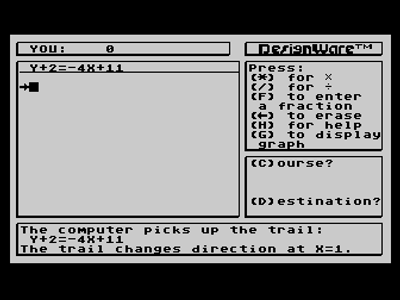 YOU: 0
DesignWare™
Y+2=-4X+11
Press:
(*) for ×
(/) for ÷
(F) to enter
a fraction
(←) to erase
(H) for help
(G) to display
graph
(C)ourse?
(D)estination?
The computer picks up the trail:
Y+2=-4X+11
The trail changes direction at X=1.